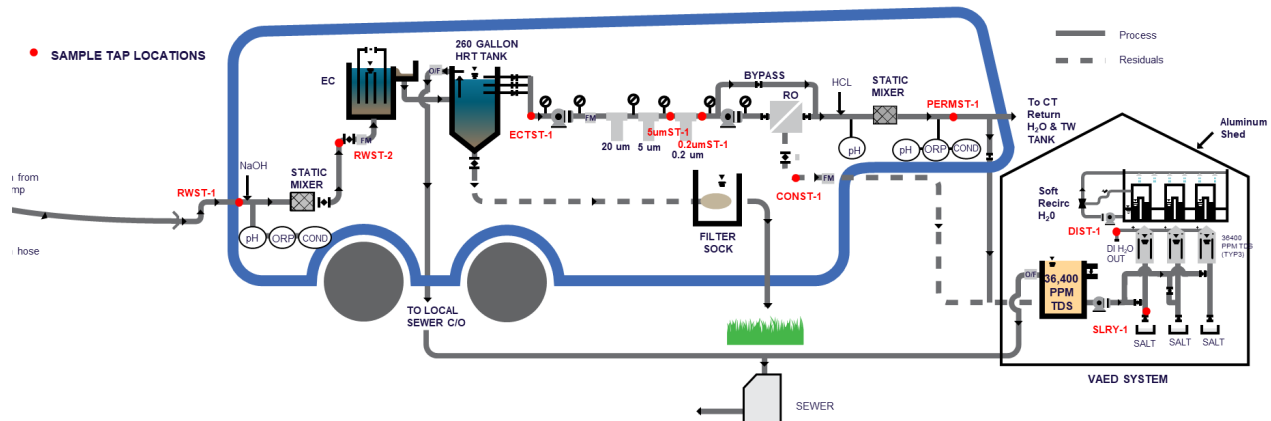 SAMPLE TAP LOCATIONS
260 GALLON
HRT TANK
EC
O/F
FM
RWST-2
NaOH
STATIC
MIXER
RWST-1
from
mp
hose
pH
ORP
COND
ECTST-1
FM
20 um
5 um
5umST-1
0.2umST-1
0.2 um
BYPASS
RO
HCL
STATIC
MIXER
PERMST-1
pH
pH
ORP
COND
CONST-1
FM
FILTER
SOCK
TO LOCAL
SEWER C/O
SEWER
Process
Residuals
To CT
Return
H₂O & TW
TANK
Aluminum
Shed
Soft
Recirc
H₂0
DIST-1
DI H₂O
OUT
36400
PPM TDS
(TYP3)
O/F
36,400
PPM
TDS
SLRY-1
SALT
SALT
SALT
VAED SYSTEM